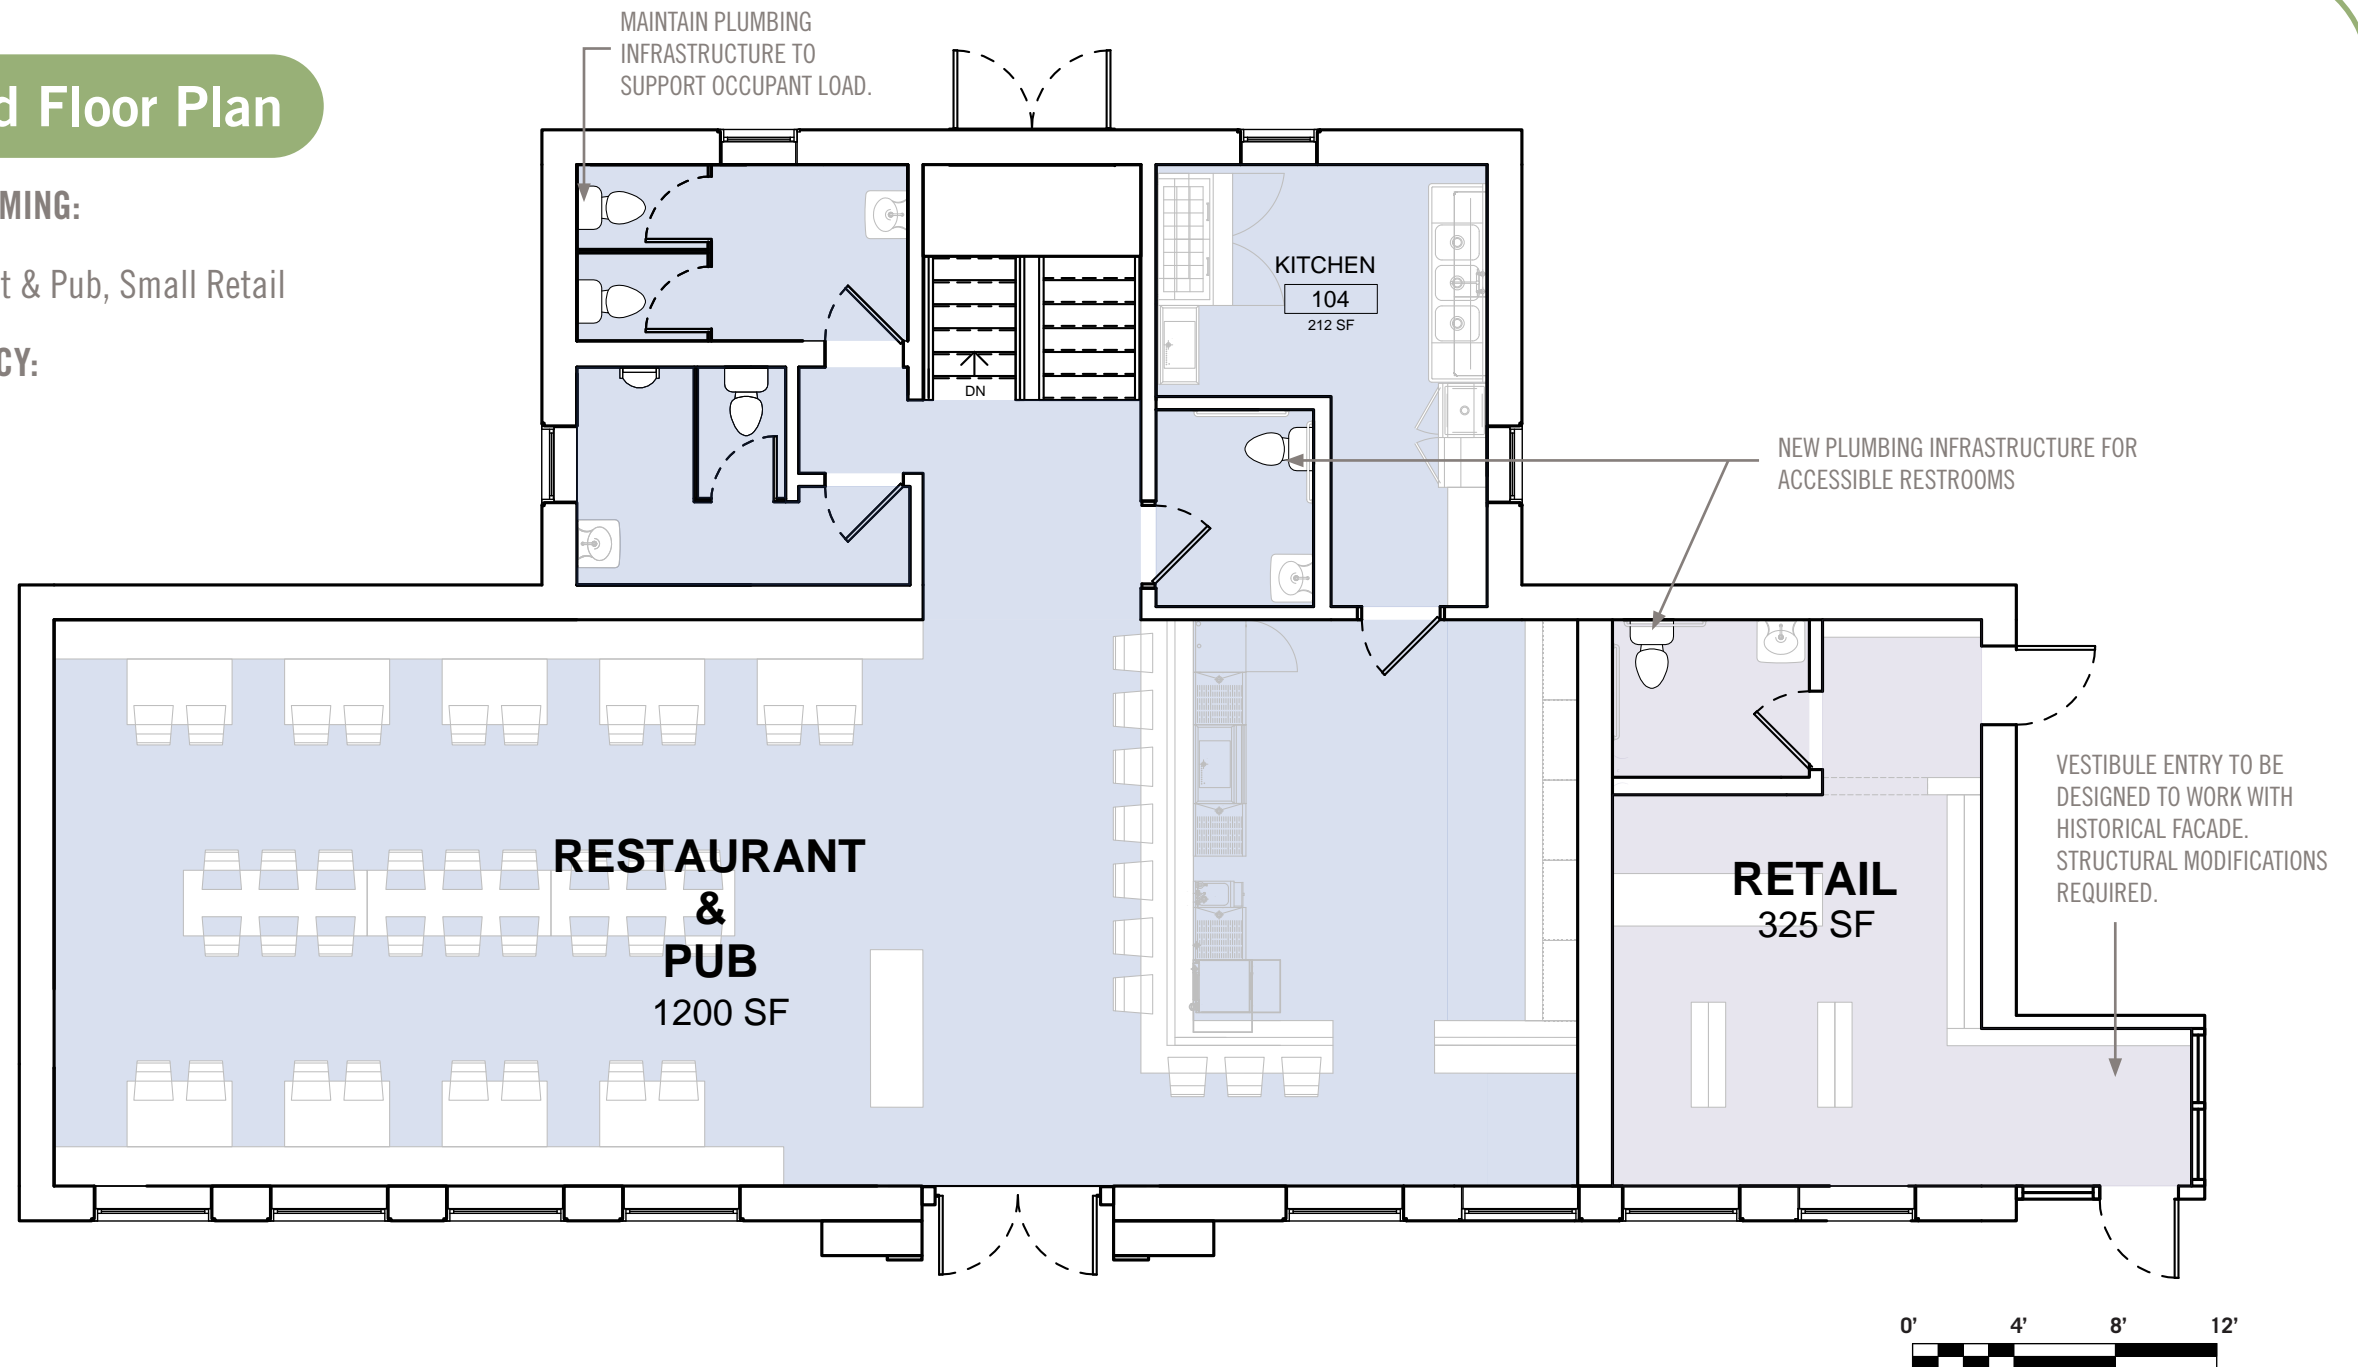 MAINTAIN PLUMBING
INFRASTRUCTURE TO
SUPPORT OCCUPANT LOAD.
d Floor Plan
MING:
t & Pub, Small Retail
CY:
KITCHEN
104
212 SF
DN
NEW PLUMBING INFRASTRUCTURE FOR
ACCESSIBLE RESTROOMS
VESTIBULE ENTRY TO BE
DESIGNED TO WORK WITH
HISTORICAL FACADE.
STRUCTURAL MODIFICATIONS
REQUIRED.
RESTAURANT
&
PUB
1200 SF
RETAIL
325 SF
0' 4' 8' 12'